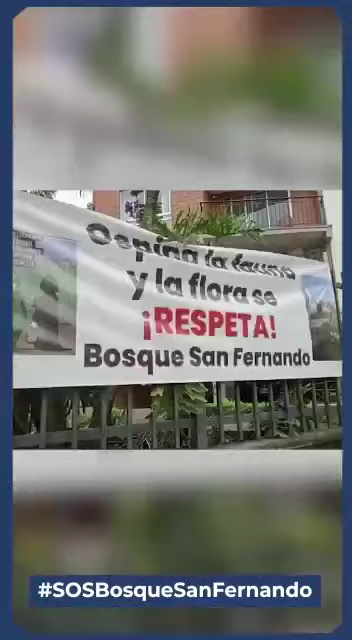 Ospina la fauna
y la flora se
¡RESPETA!
Bosque San Fernando
#SOSBosqueSanFernando